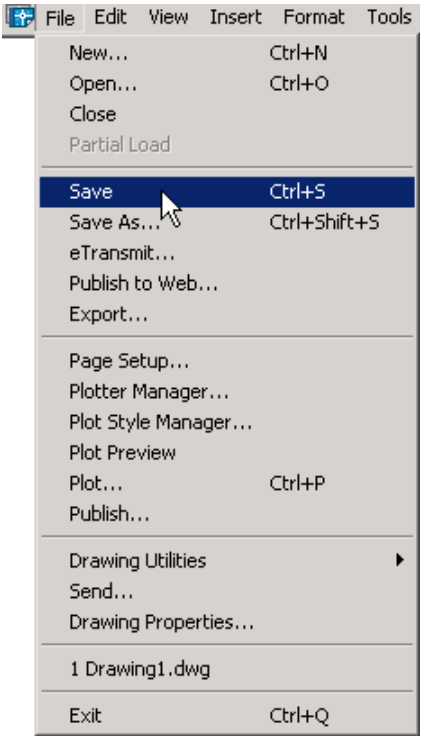 File Edit View Insert Format Tools
New... Ctrl+N
Open... Ctrl+O
Close
Partial Load
Save Ctrl+S
Save As... Ctrl+Shift+S
eTransmit...
Publish to Web...
Export...
Page Setup...
Plotter Manager...
Plot Style Manager...
Plot Preview
Plot... Ctrl+P
Publish...
Drawing Utilities
Send...
Drawing Properties...
1 Drawing1.dwg
Exit Ctrl+Q